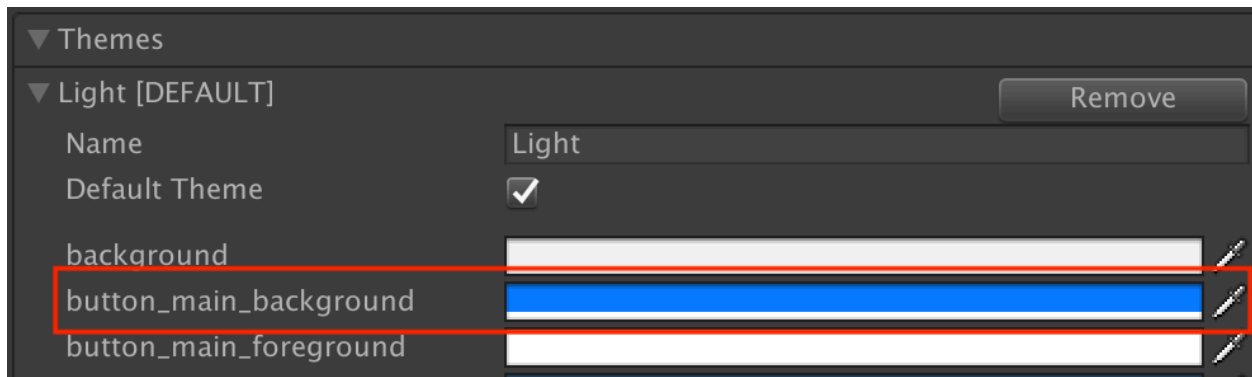 Themes
Light [DEFAULT]
Remove
Name
Light
Default Theme
background
button_main_background
button_main_foreground